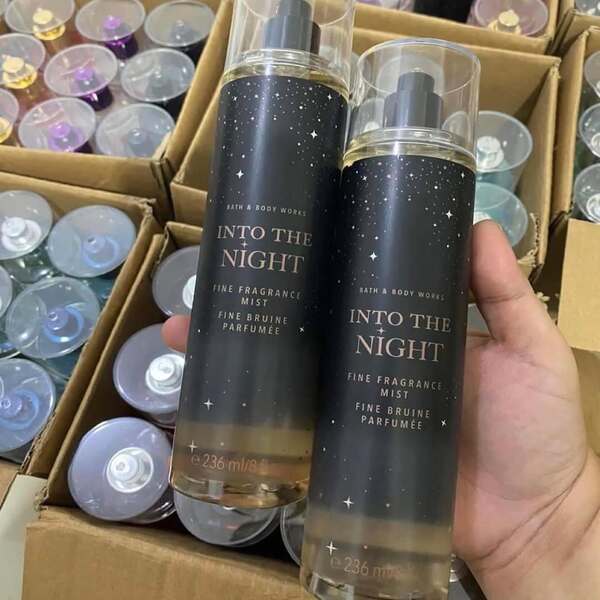 BATH & BODY WORKS
INTO THE
NIGHT
FINE FRAGRANCE
MIST
FINE BRUINE
PARFUMÉE
℮ 236 ml/8
BATH & BODY WORKS
INTO THE
NIGHT
FINE FRAGRANCE
MIST
FINE BRUINE
PARFUMÉE
℮ 236